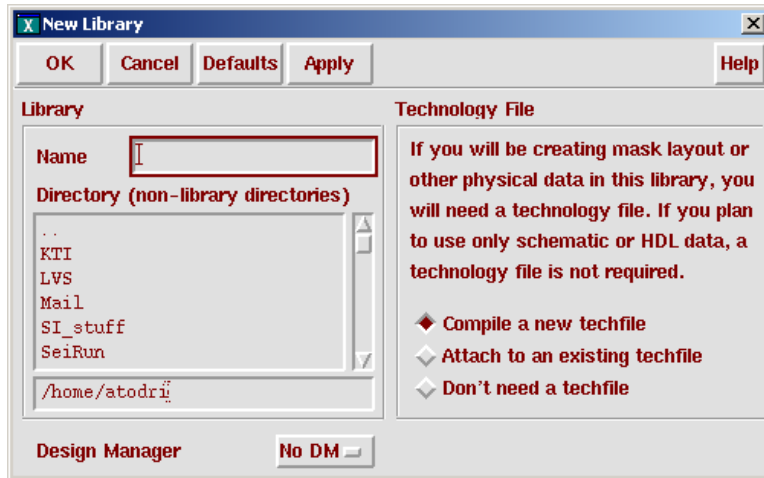 X New Library
OK Cancel Defaults Apply Help
Library
Name
Directory (non-library directories)
..
KTI
LVS
Mail
SI_stuff
SeiRun
/home/atodri
Design Manager No DM
Technology File
If you will be creating mask layout or
other physical data in this library, you
will need a technology file. If you plan
to use only schematic or HDL data, a
technology file is not required.
Compile a new techfile
Attach to an existing techfile
Don't need a techfile